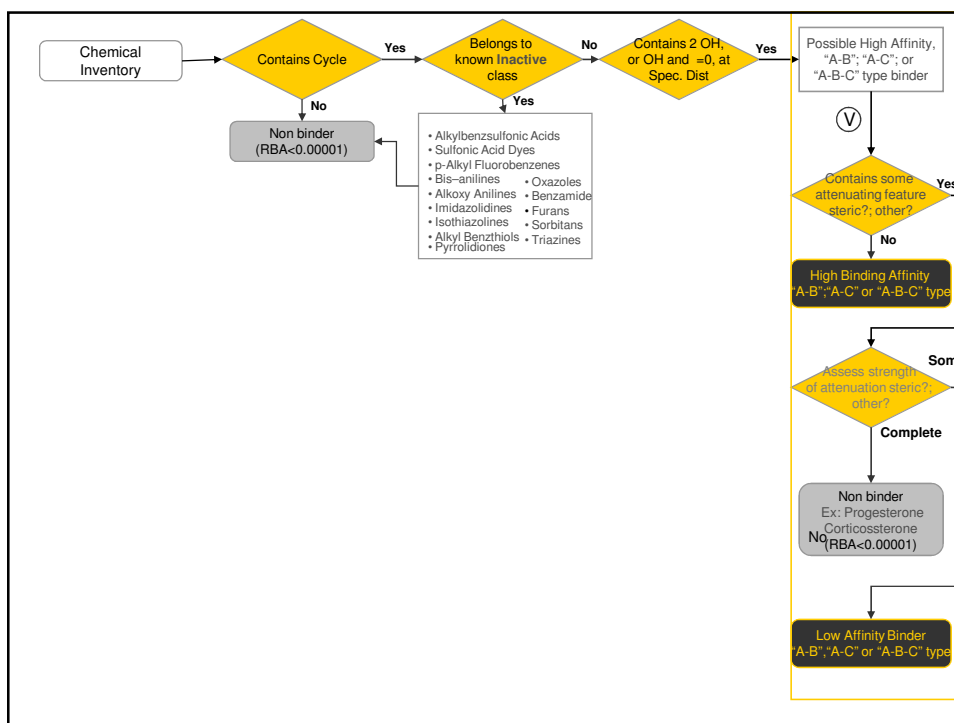 Chemical
Inventory
Contains Cycle
Yes
No
Non binder
(RBA<0.00001)
Belongs to
known Inactive
class
No
Yes
• Alkylbenzsulfonic Acids
• Sulfonic Acid Dyes
• p-Alkyl Fluorobenzenes
• Bis–anilines
• Alkoxy Anilines
• Imidazolidines
• Isothiazolines
• Alkyl Benzthiols
• Pyrrolidiones
• Oxazoles
• Benzamide
• Furans
• Sorbitans
• Triazines
Contains 2 OH,
or OH and =0, at
Spec. Dist
Yes
Possible High Affinity,
“A-B”; “A-C”; or
“A-B-C” type binder
V
Contains some
attenuating feature
steric?; other?
Yes
No
High Binding Affinity
“A-B”;“A-C” or “A-B-C” type
Assess strength
of attenuation steric?;
other?
Som
Complete
Non binder
Ex: Progesterone
Corticossterone
No
(RBA<0.00001)
Low Affinity Binder
“A-B”,“A-C” or “A-B-C” type